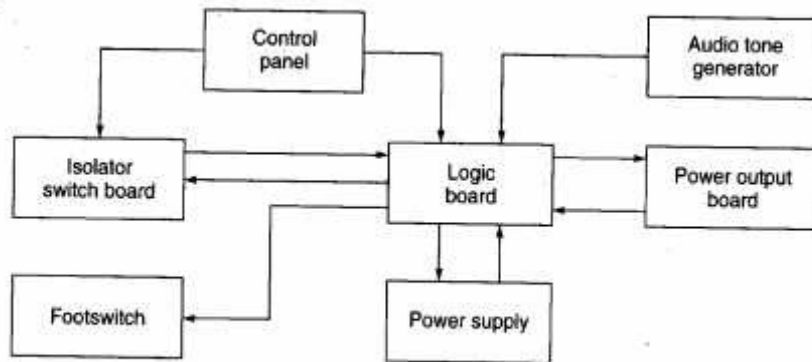 Control
panel
Audio tone
generator
Isolator
switch board
Logic
board
Power output
board
Footswitch
Power supply